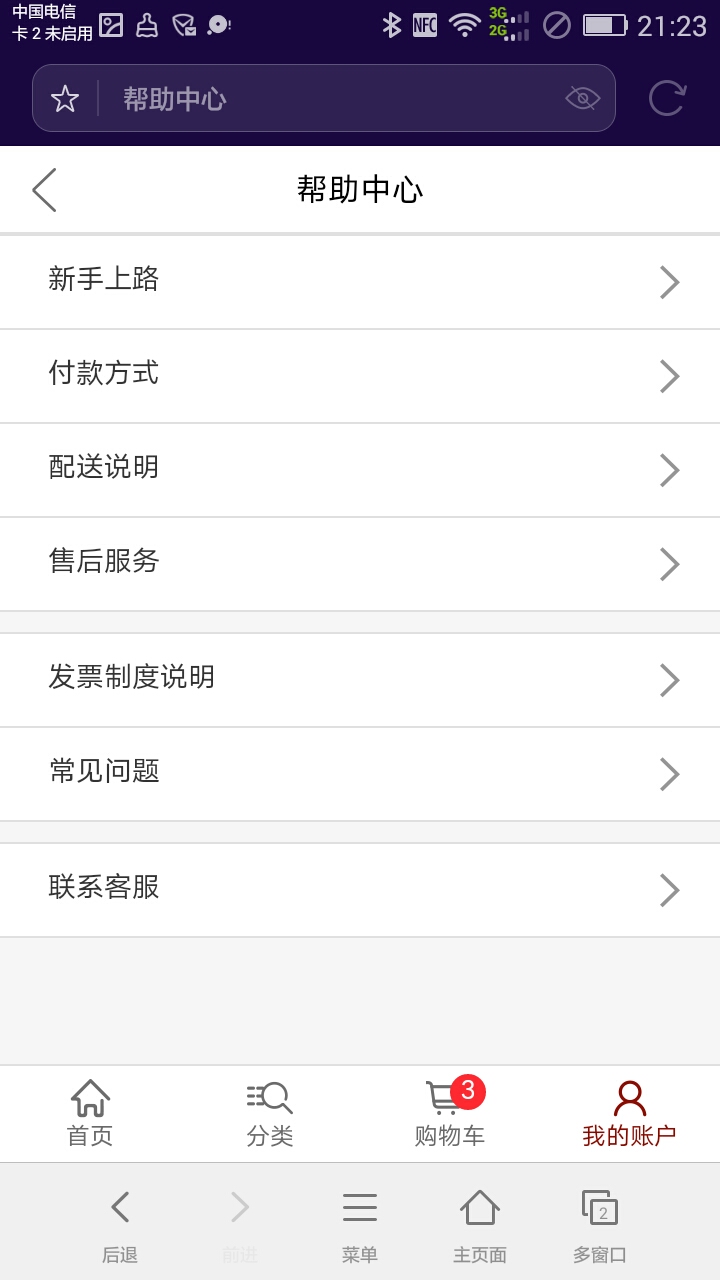 中国电信
卡 2 未启用
NFC
3G
2G
21:23
帮助中心
帮助中心
新手上路
付款方式
配送说明
售后服务
发票制度说明
常见问题
联系客服
3
首页
分类
购物车
我的账户
2
后退
前进
菜单
主页面
多窗口